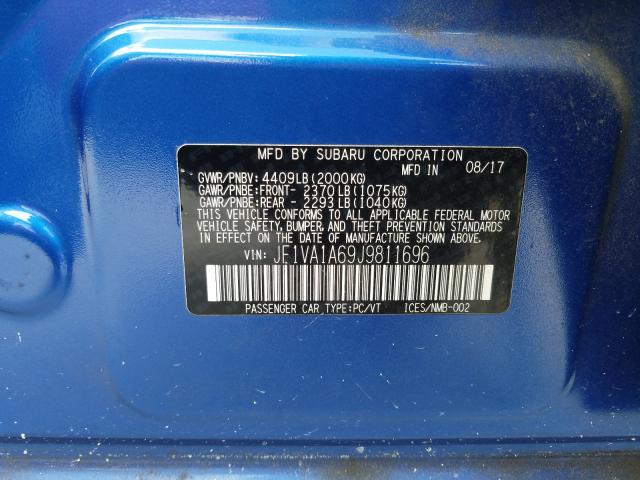 MFD BY SUBARU CORPORATION
MFD IN 08/17
GVWR/PNBV: 4409LB(2000KG)
GAWR/PNBE:FRONT- 2370LB(1075KG)
GAWR/PNBE:REAR - 2293LB(1040KG)
THIS VEHICLE CONFORMS TO ALL APPLICABLE FEDERAL MOTOR
VEHICLE SAFETY, BUMPER, AND THEFT PREVENTION STANDARDS
IN EFFECT ON THE DATE OF MANUFACTURE SHOWN ABOVE.
VIN: JF1VA1A69J9811696
PASSENGER CAR,TYPE:PC/VT ICES/NMB-002